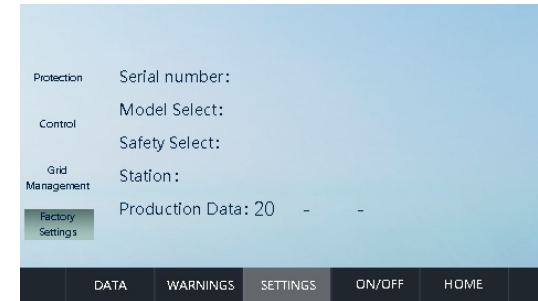 Protection
Control
Grid
Management
Factory
Settings
Serial number:
Model Select:
Safety Select:
Station:
Production Data: 20 - -
DATA WARNINGS SETTINGS ON/OFF HOME